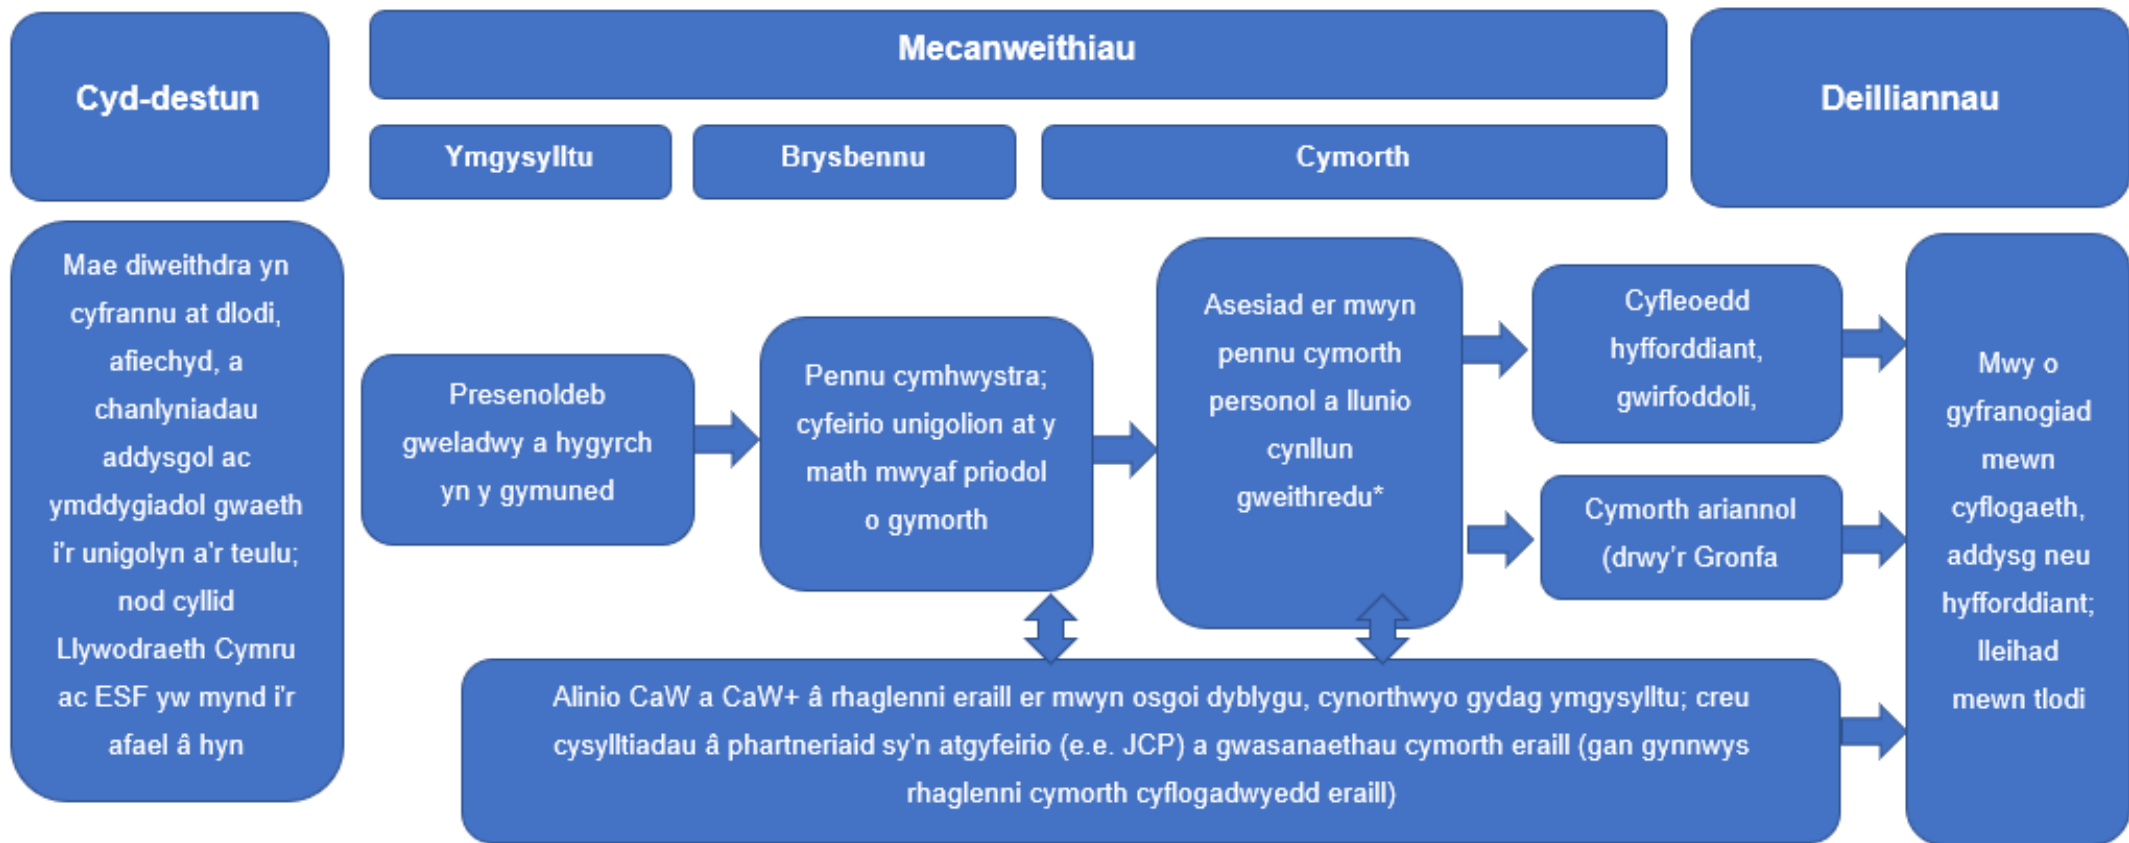 Cyd-destun
Mecanweithiau
Deilliannau
Ymgysylltu
Brysbennu
Cymorth
Mae diweithdra yn
cyfrannu at dlodi,
afiechyd, a
chanlyniadau
addysgol ac
ymddygiadol gwaeth
i'r unigolyn a'r teulu;
nod cyllid
Llywodraeth Cymru
ac ESF yw mynd i'r
afael â hyn
Presenoldeb
gweladwy a hygyrch
yn y gymuned
Pennu cymhwystra;
cyfeirio unigolion at y
math mwyaf priodol
o gymorth
Asesiad er mwyn
pennu cymorth
personol a llunio
cynllun
gweithredu*
Cyfleoedd
hyfforddiant,
gwirfoddoli,
Cymorth ariannol
(drwy'r Gronfa
Mwy o
gyfranogiad
mewn
cyflogaeth,
addysg neu
hyfforddiant;
lleihad
mewn tlodi
Alinio CaW a CaW+ â rhaglenni eraill er mwyn osgoi dyblygu, cynorthwyo gydag ymgysylltu; creu
cysylltiadau â phartneriaid sy'n atgyfeirio (e.e. JCP) a gwasanaethau cymorth eraill (gan gynnwys
rhaglenni cymorth cyflogadwyedd eraill)